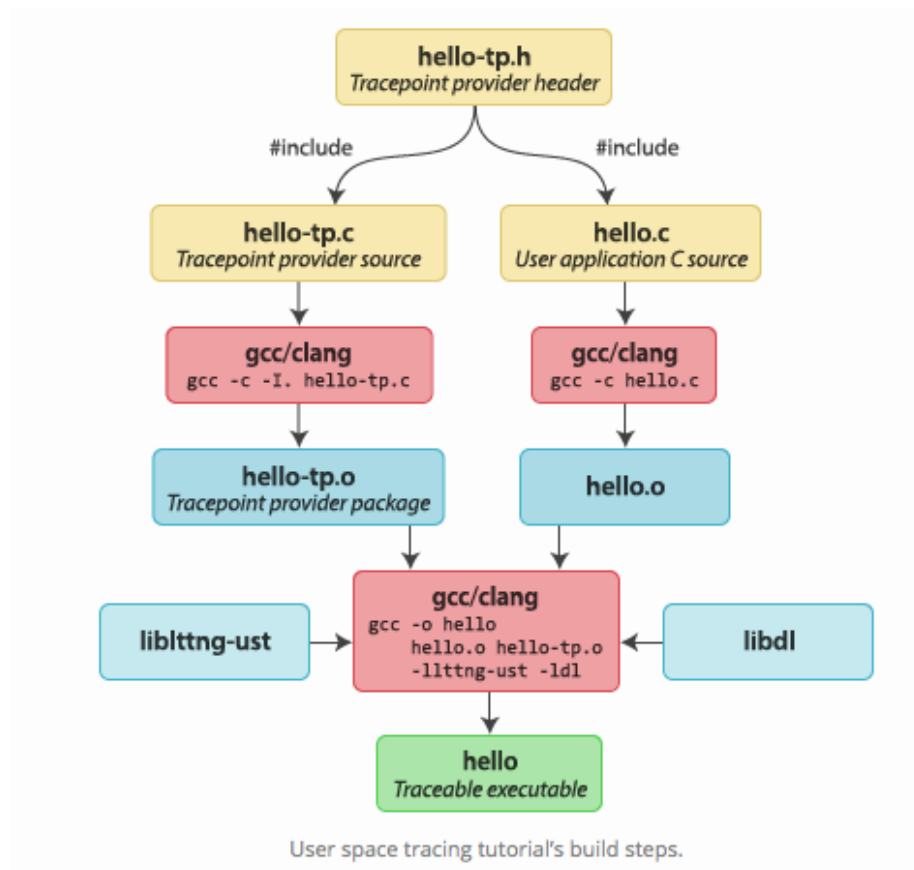 hello-tp.h
Tracepoint provider header
#include
#include
hello-tp.c
Tracepoint provider source
hello.c
User application C source
gcc/clang
gcc -c -I. hello-tp.c
gcc/clang
gcc -c hello.c
hello-tp.o
Tracepoint provider package
hello.o
gcc/clang
gcc -o hello
hello.o hello-tp.o
-llttng-ust -ldl
liblttng-ust
libdl
hello
Traceable executable
User space tracing tutorial's build steps.